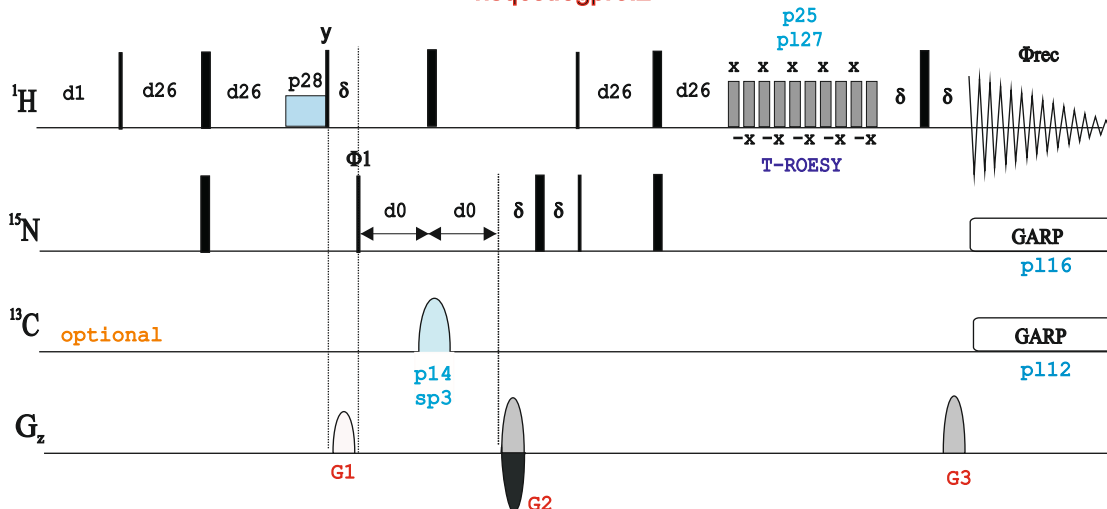 p25
pl27
y
Φrec
x x x x x
p28
¹H d1 d26 d26 δ d26 d26 δ δ
-x -x -x -x -x
T-ROESY
Φ1
¹⁵N d0 d0 δ δ
GARP
pl16
¹³C optional
GARP
p14
sp3
pl12
G_z
G1
G2
G3